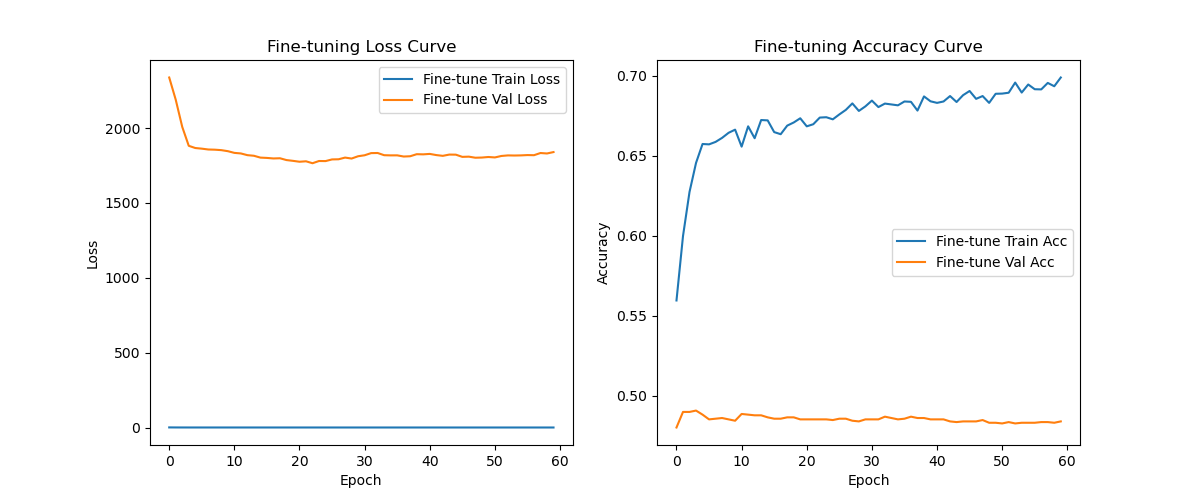 Fine-tuning Loss Curve
Fine-tune Train Loss
Fine-tune Val Loss
2000
1500
1000
500
0
Loss
0 10 20 30 40 50 60
Epoch
Fine-tuning Accuracy Curve
0.70
0.65
0.60
0.55
0.50
Accuracy
Fine-tune Train Acc
Fine-tune Val Acc
0 10 20 30 40 50 60
Epoch